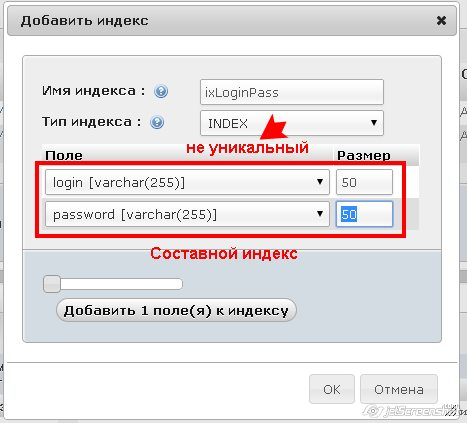 Добавить индекс
Имя индекса : ixLoginPass
Тип индекса : INDEX
не уникальный
Поле Размер
login [varchar(255)] 50
password [varchar(255)] 50
Составной индекс
Добавить 1 поле(я) к индексу
OK Отмена